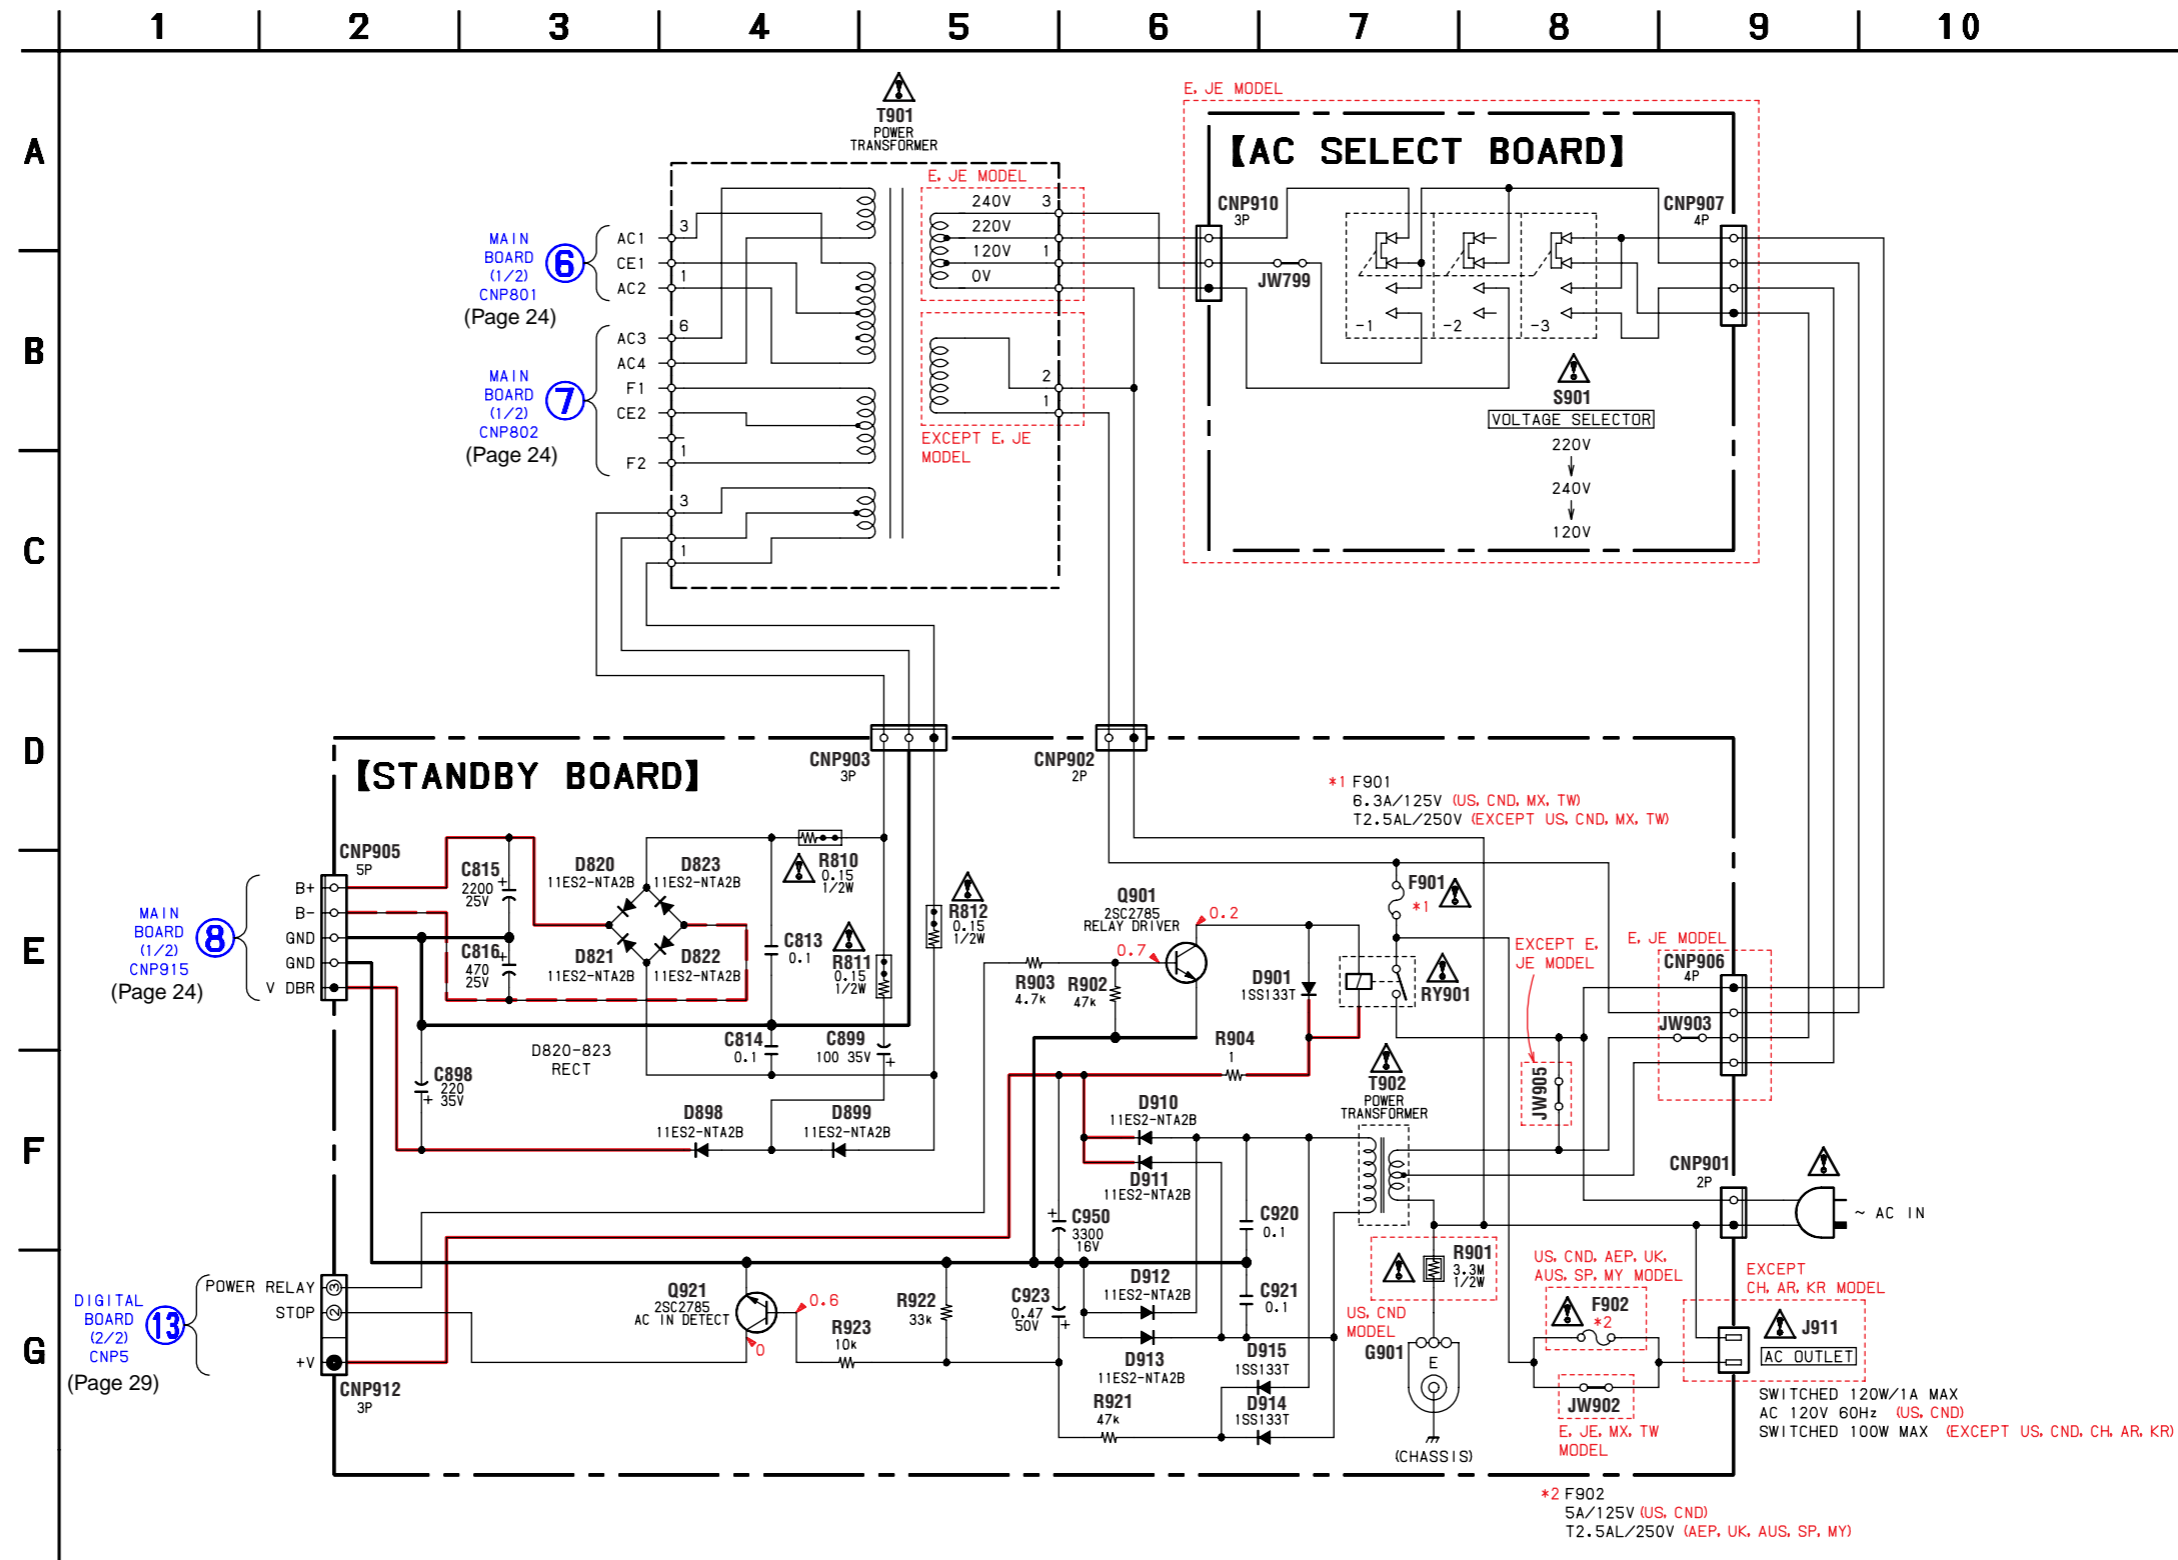 1 2 3 4 5 6 7 8 9 10
A
B
C
D
E
F
G
T901
POWER
TRANSFORMER
E, JE MODEL
240V 3
220V
120V 1
0V
2
1
EXCEPT E, JE
MODEL
MAIN
BOARD
(1/2)
CNP801
(Page 24)
6
AC1
CE1
AC2
3
1
MAIN
BOARD
(1/2)
CNP802
(Page 24)
7
AC3
AC4
F1
CE2
F2
6
1
3
1
E, JE MODEL
【AC SELECT BOARD】
CNP910
3P
JW799
CNP907
4P
-1
-2
-3
S901
VOLTAGE SELECTOR
220V
↓
240V
↓
120V
【STANDBY BOARD】
CNP903
3P
CNP902
2P
*1 F901
6.3A/125V (US, CND, MX, TW)
T2.5AL/250V (EXCEPT US, CND, MX, TW)
MAIN
BOARD
(1/2)
CNP915
(Page 24)
8
CNP905
5P
B+
B-
GND
GND
V DBR
C815
2200
25V
+
C816
470
25V
+
D820
11ES2-NTA2B
D823
11ES2-NTA2B
D821
11ES2-NTA2B
D822
11ES2-NTA2B
D820-823
RECT
C813
0.1
C814
0.1
R810
0.15
1/2W
R811
0.15
1/2W
R812
0.15
1/2W
C899
100 35V
+
C898
220
35V
+
D898
11ES2-NTA2B
D899
11ES2-NTA2B
Q901
2SC2785
RELAY DRIVER
0.2
0.7
R903
4.7k
R902
47k
D901
1SS133T
R904
1
F901
*1
RY901
EXCEPT E,
JE MODEL
E, JE MODEL
CNP906
4P
JW903
JW905
T902
POWER
TRANSFORMER
D910
11ES2-NTA2B
D911
11ES2-NTA2B
C950
3300
16V
+
C920
0.1
C921
0.1
D912
11ES2-NTA2B
D913
11ES2-NTA2B
CNP901
2P
~ AC IN
DIGITAL
BOARD
(2/2)
CNP5
(Page 29)
13
POWER RELAY
STOP
+V
3
2
CNP912
3P
Q921
2SC2785
AC IN DETECT
0.6
0
R923
10k
R922
33k
C923
0.47
50V
+
R921
47k
D915
1SS133T
D914
1SS133T
R901
3.3M
1/2W
US, CND
MODEL
G901
E
(CHASSIS)
US, CND, AEP, UK,
AUS, SP, MY MODEL
F902
*2
JW902
E, JE, MX, TW
MODEL
EXCEPT
CH, AR, KR MODEL
J911
AC OUTLET
SWITCHED 120W/1A MAX
AC 120V 60Hz (US, CND)
SWITCHED 100W MAX (EXCEPT US, CND, CH, AR, KR)
*2 F902
5A/125V (US, CND)
T2.5AL/250V (AEP, UK, AUS, SP, MY)